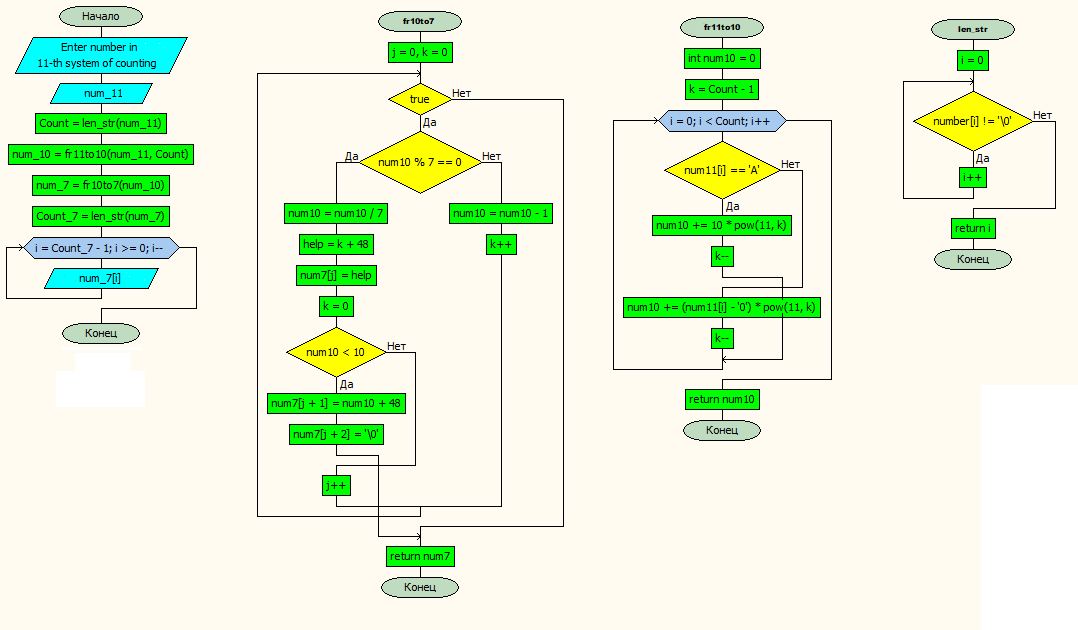 Начало
Enter number in
11-th system of counting
num_11
Count = len_str(num_11)
num_10 = fr11to10(num_11, Count)
num_7 = fr10to7(num_10)
Count_7 = len_str(num_7)
i = Count_7 - 1; i >= 0; i--
num_7[i]
Конец
fr10to7
j = 0, k = 0
true
Нет
Да
num10 % 7 == 0
Да
Нет
num10 = num10 / 7
num10 = num10 - 1
help = k + 48
k++
num7[j] = help
k = 0
num10 < 10
Нет
Да
num7[j + 1] = num10 + 48
num7[j + 2] = '\0'
j++
return num7
Конец
fr11to10
int num10 = 0
k = Count - 1
i = 0; i < Count; i++
num11[i] == 'A'
Нет
Да
num10 += 10 * pow(11, k)
k--
num10 += (num11[i] - '0') * pow(11, k)
k--
return num10
Конец
len_str
i = 0
number[i] != '\0'
Нет
Да
i++
return i
Конец